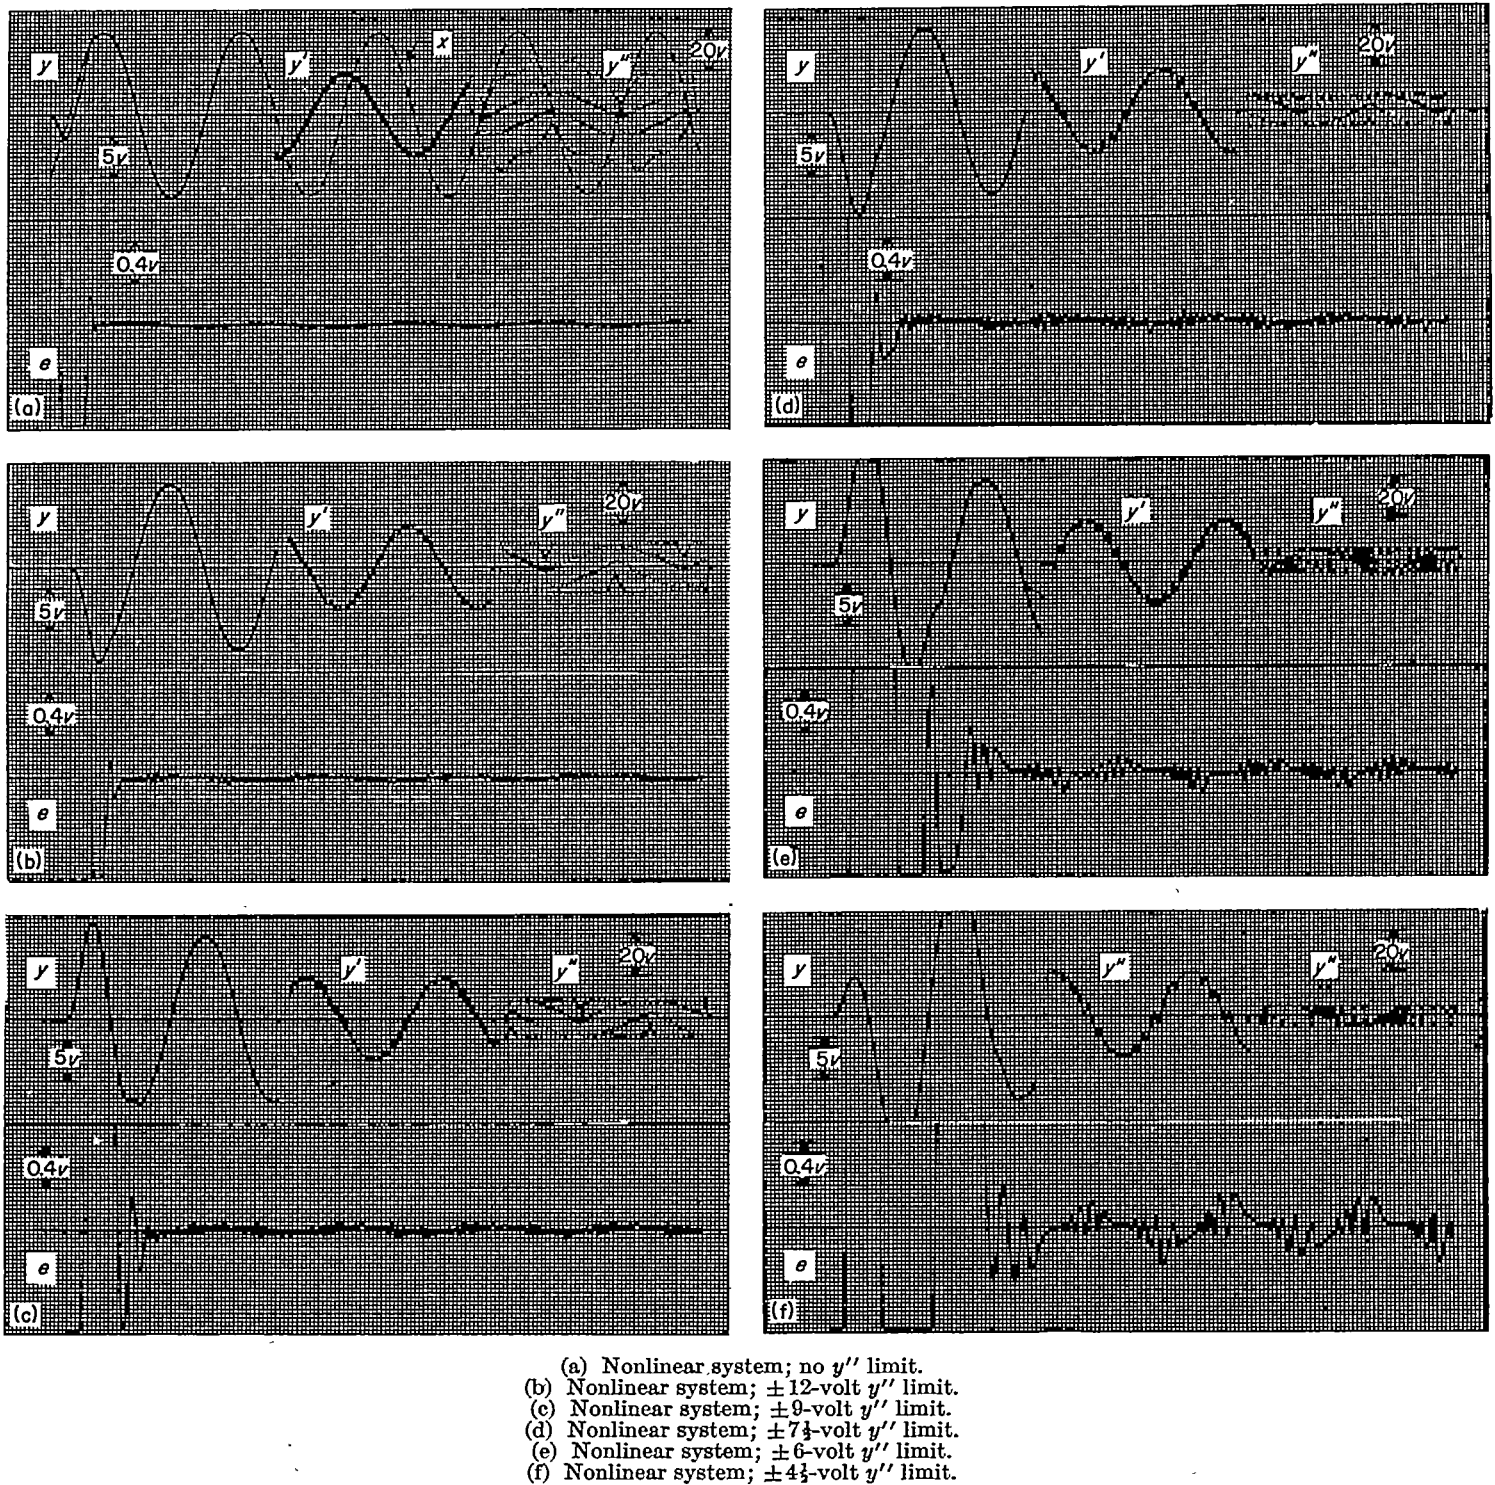 y
y′
x
y″
20v
5v
0.4v
e
(a)
y
y′
y″
20v
5v
0.4v
e
(d)
y
y′
y″
20v
5v
0.4v
e
(b)
y
y′
y″
20v
5v
0.4v
e
(e)
y
y′
y″
20v
5v
0.4v
e
(c)
y
y″
y″
20v
5v
0.4v
e
(f)
(a) Nonlinear system; no y″ limit.
(b) Nonlinear system; ±12-volt y″ limit.
(c) Nonlinear system; ±9-volt y″ limit.
(d) Nonlinear system; ±7½-volt y″ limit.
(e) Nonlinear system; ±6-volt y″ limit.
(f) Nonlinear system; ±4½-volt y″ limit.